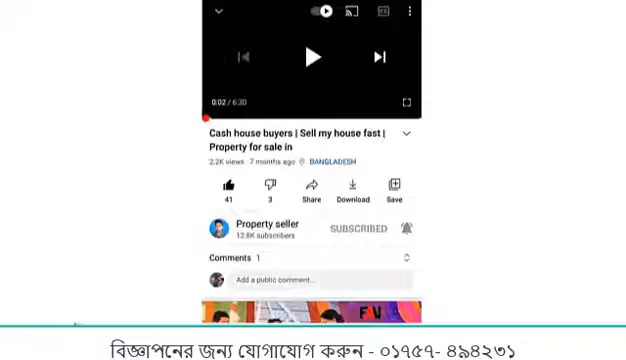 0:02 / 6:30
Cash house buyers | Sell my house fast |
Property for sale in
2.2K views 7 months ago BANGLADESH
41 3 Share Download Save
Property seller
12.8K subscribers
SUBSCRIBED
Comments 1
Add a public comment...
বিজ্ঞাপনের জন্য যোগাযোগ করুন - ০১৭৫৭- ৪৯৪২৩১